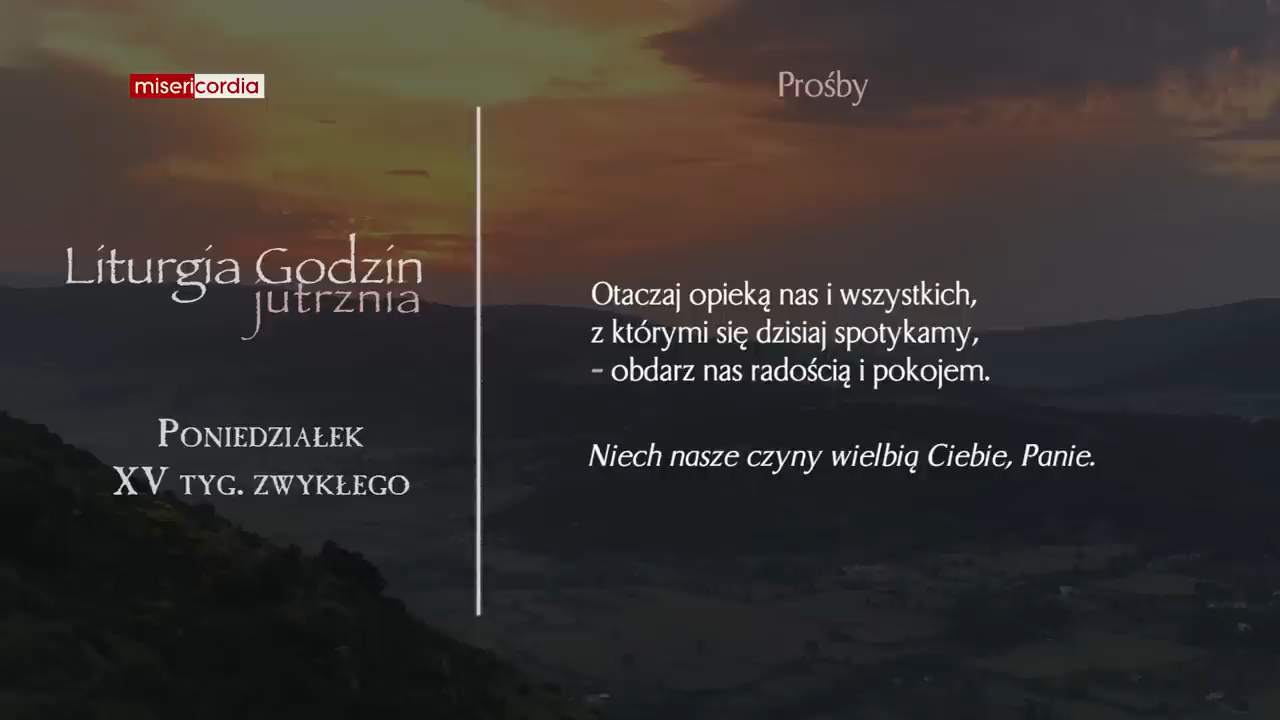 misericordia
Prośby
Liturgia Godzin
jutrznia
Poniedziałek
XV tyg. zwykłego
Otaczaj opieką nas i wszystkich,
z którymi się dzisiaj spotykamy,
- obdarz nas radością i pokojem.
Niech nasze czyny wielbią Ciebie, Panie.